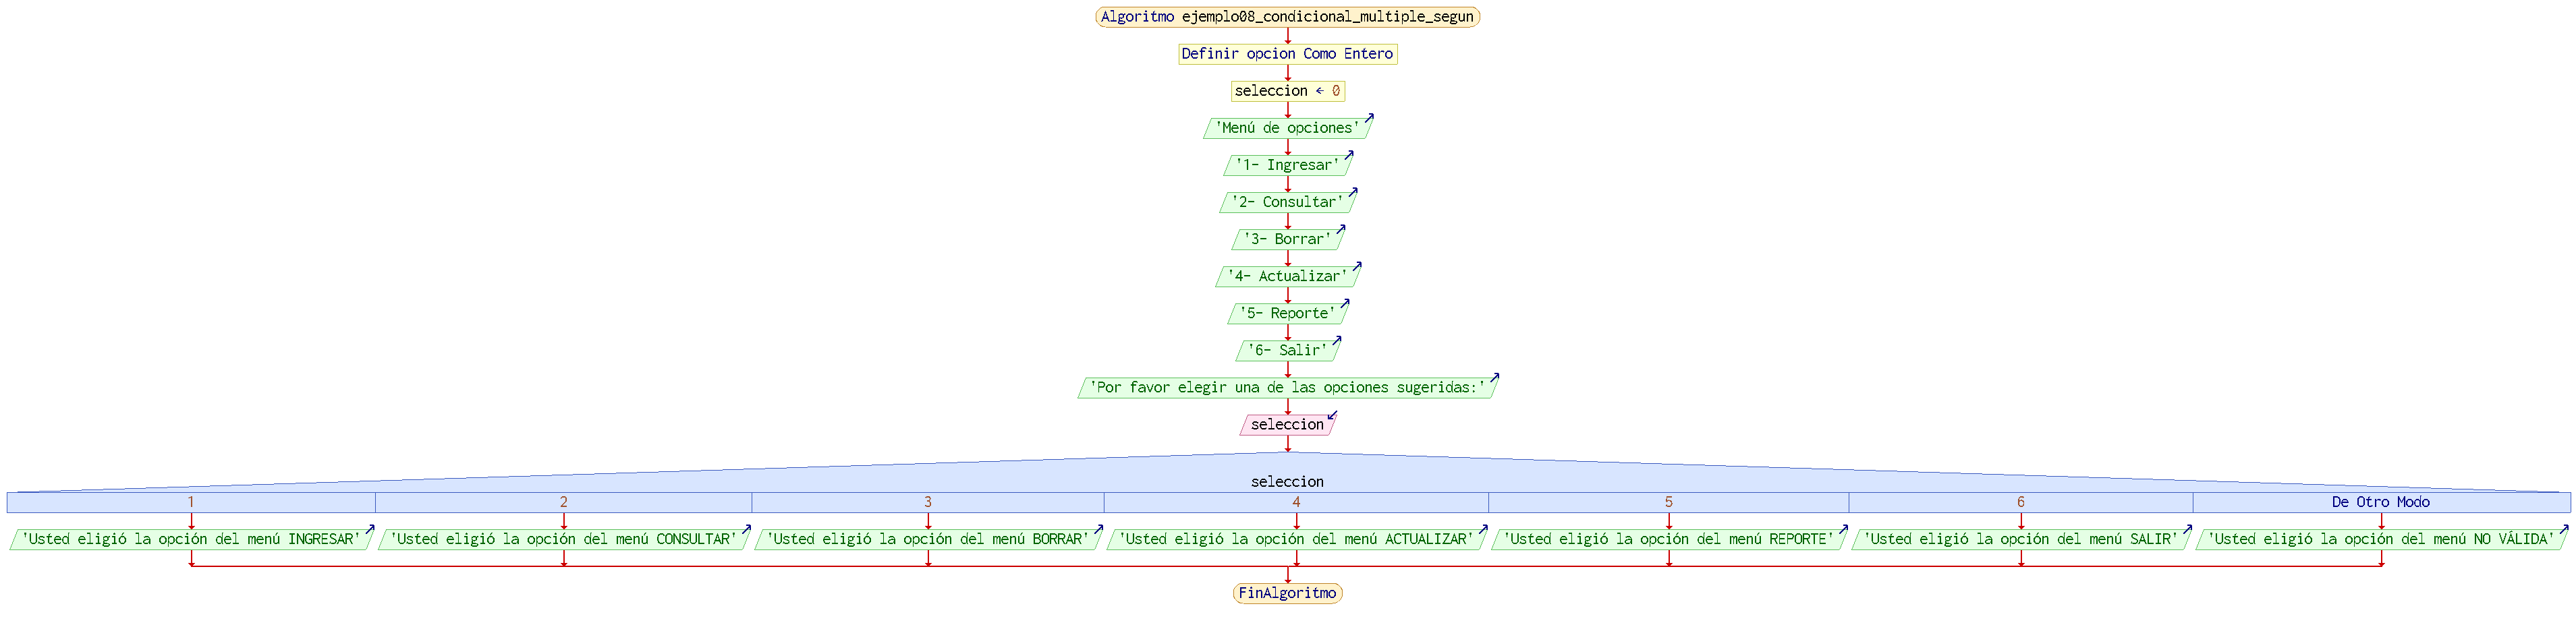 Algoritmo ejemplo08_condicional_multiple_segun
Definir opcion Como Entero
seleccion ← 0
'Menú de opciones'
'1- Ingresar'
'2- Consultar'
'3- Borrar'
'4- Actualizar'
'5- Reporte'
'6- Salir'
'Por favor elegir una de las opciones sugeridas:'
seleccion
seleccion
1 2 3 4 5 6 De Otro Modo
'Usted eligió la opción del menú INGRESAR' 'Usted eligió la opción del menú CONSULTAR' 'Usted eligió la opción del menú BORRAR' 'Usted eligió la opción del menú ACTUALIZAR' 'Usted eligió la opción del menú REPORTE' 'Usted eligió la opción del menú SALIR' 'Usted eligió la opción del menú NO VÁLIDA'
FinAlgoritmo